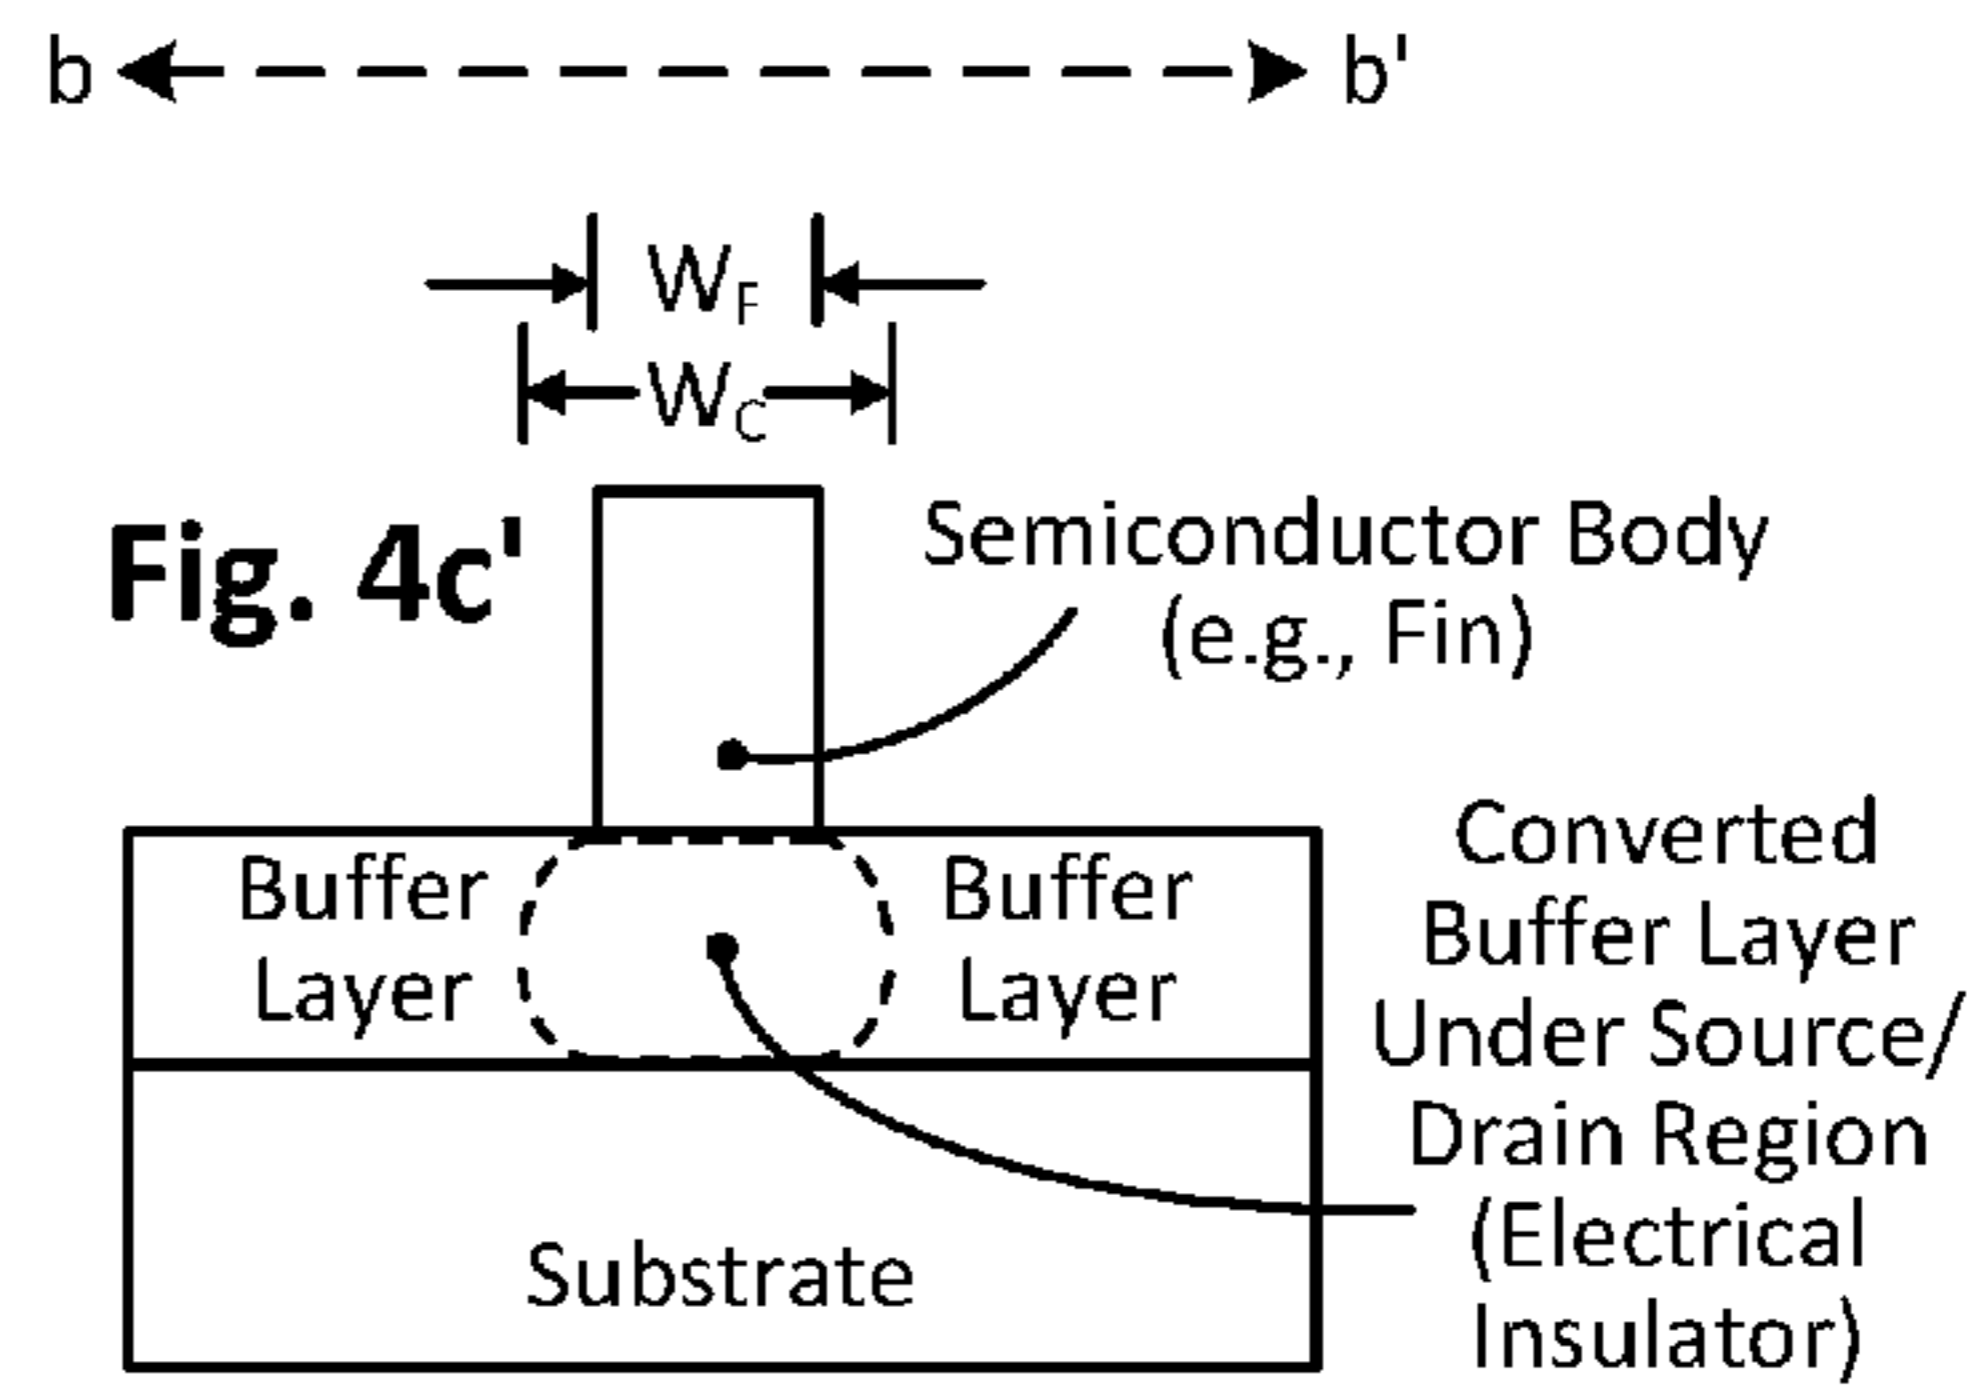 b b'
W_F
W_C
Fig. 4c'
Semiconductor Body
(e.g., Fin)
Buffer
Layer
Buffer
Layer
Converted
Buffer Layer
Under Source/
Drain Region
(Electrical
Insulator)
Substrate